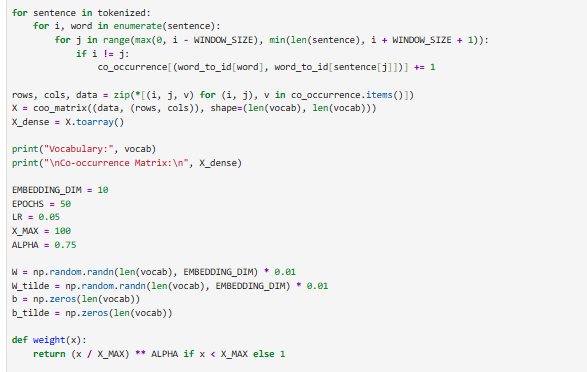 for sentence in tokenized:
    for i, word in enumerate(sentence):
        for j in range(max(0, i - WINDOW_SIZE), min(len(sentence), i + WINDOW_SIZE + 1)):
            if i != j:
                co_occurrence[(word_to_id[word], word_to_id[sentence[j]])] += 1

rows, cols, data = zip(*[(i, j, v) for (i, j), v in co_occurrence.items()])
X = coo_matrix((data, (rows, cols)), shape=(len(vocab), len(vocab)))
X_dense = X.toarray()

print("Vocabulary:", vocab)
print("\nCo-occurrence Matrix:\n", X_dense)

EMBEDDING_DIM = 10
EPOCHS = 50
LR = 0.05
X_MAX = 100
ALPHA = 0.75

W = np.random.randn(len(vocab), EMBEDDING_DIM) * 0.01
W_tilde = np.random.randn(len(vocab), EMBEDDING_DIM) * 0.01
b = np.zeros(len(vocab))
b_tilde = np.zeros(len(vocab))

def weight(x):
    return (x / X_MAX) ** ALPHA if x < X_MAX else 1